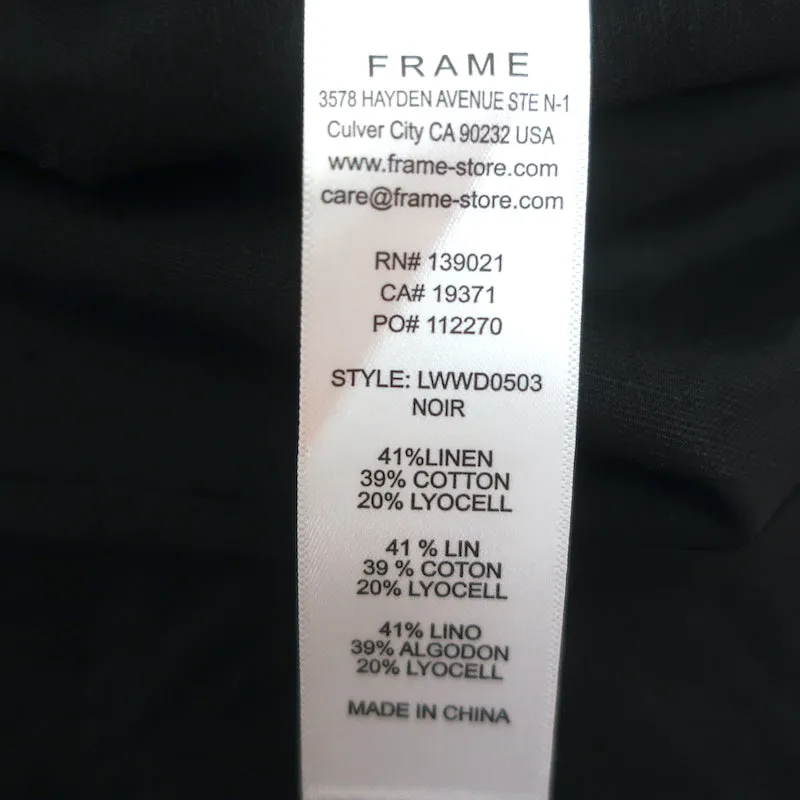 FRAME
3578 HAYDEN AVENUE STE N-1
Culver City CA 90232 USA
www.frame-store.com
care@frame-store.com
RN# 139021
CA# 19371
PO# 112270
STYLE: LWWD0503
NOIR
41%LINEN
39% COTTON
20% LYOCELL
41 % LIN
39 % COTON
20% LYOCELL
41% LINO
39% ALGODON
20% LYOCELL
MADE IN CHINA